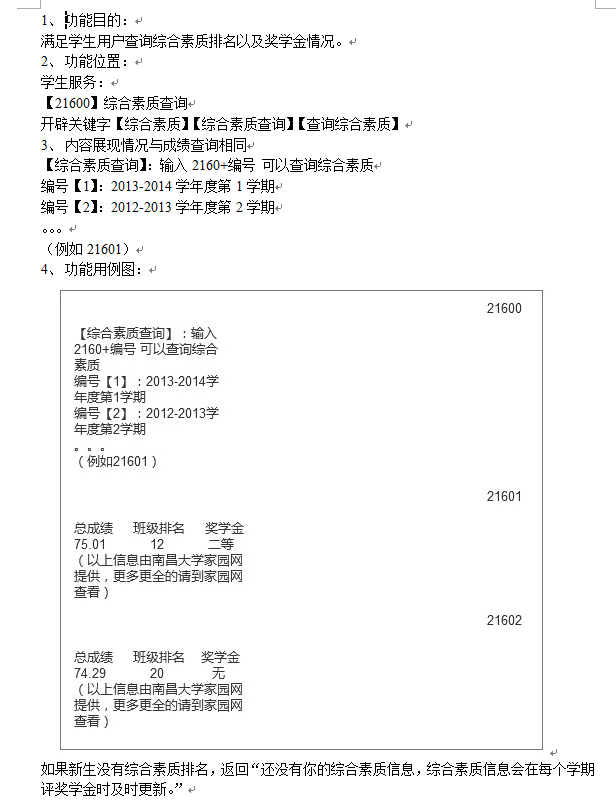 1、功能目的：
满足学生用户查询综合素质排名以及奖学金情况。
2、功能位置：
学生服务：
【21600】综合素质查询
开辟关键字【综合素质】【综合素质查询】【查询综合素质】
3、内容展现情况与成绩查询相同
【综合素质查询】：输入 2160+编号 可以查询综合素质
编号【1】：2013-2014 学年度第 1 学期
编号【2】：2012-2013 学年度第 2 学期
。。。
（例如 21601）
4、功能用例图：
21600
【综合素质查询】：输入
2160+编号 可以查询综合
素质
编号【1】：2013-2014学
年度第1学期
编号【2】：2012-2013学
年度第2学期
。。。
（例如21601）
21601
总成绩 班级排名 奖学金
75.01 12 二等
（以上信息由南昌大学家园网
提供，更多更全的请到家园网
查看）
21602
总成绩 班级排名 奖学金
74.29 20 无
（以上信息由南昌大学家园网
提供，更多更全的请到家园网
查看）
如果新生没有综合素质排名，返回“还没有你的综合素质信息，综合素质信息会在每个学期
评奖学金时及时更新。”